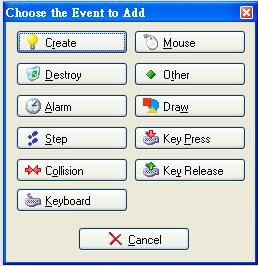 Choose the Event to Add
Create
Mouse
Destroy
Other
Alarm
Draw
Step
Key Press
Collision
Key Release
Keyboard
Cancel